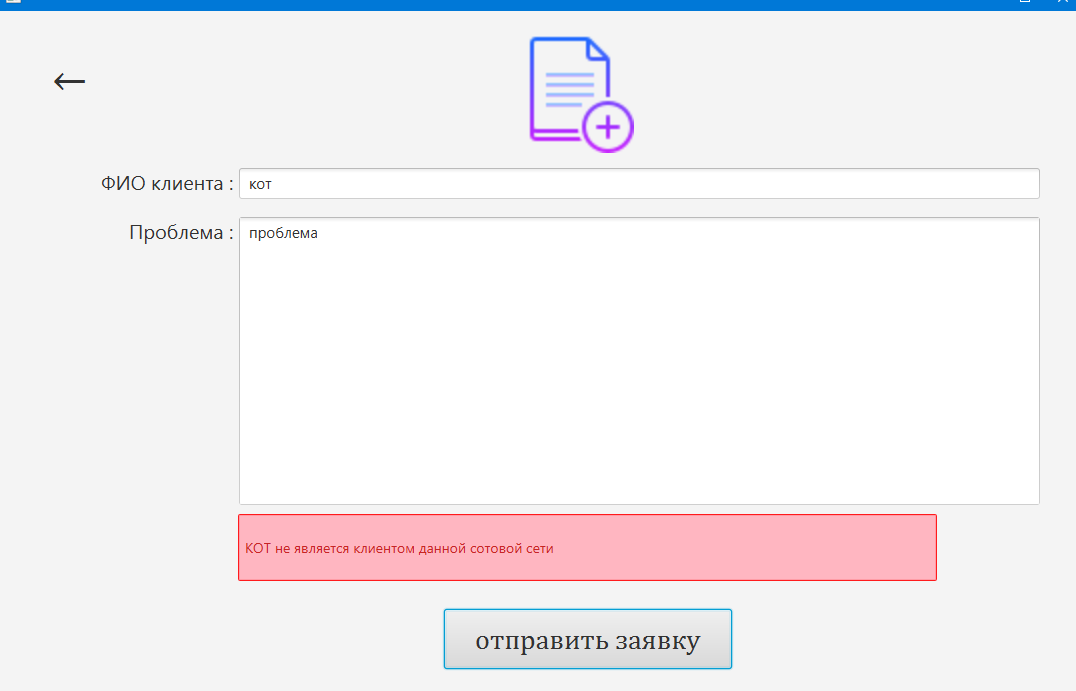 ФИО клиента : кот
Проблема : проблема
КОТ не является клиентом данной сотовой сети
отправить заявку